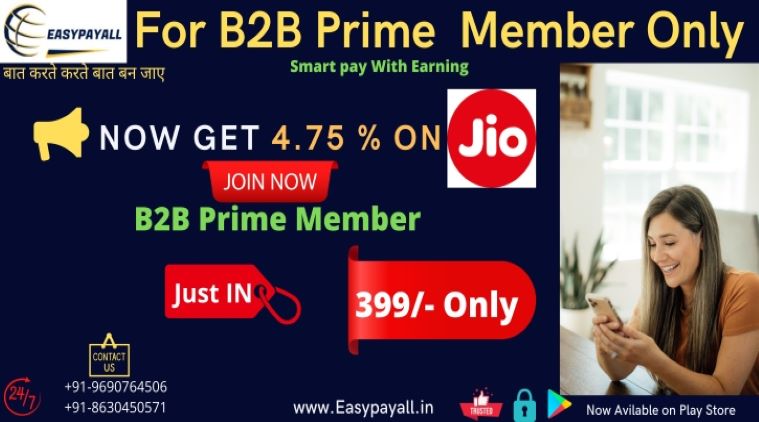 EASYPAYALL
For B2B Prime Member Only
बात करते करते बात बन जाए
Smart pay With Earning
NOW GET 4.75 % ON Jio
JOIN NOW
B2B Prime Member
Just IN
399/- Only
CONTACT
US
24/7
+91-9690764506
+91-8630450571
www.Easypayall.in
TRUSTED
Now Avilable on Play Store